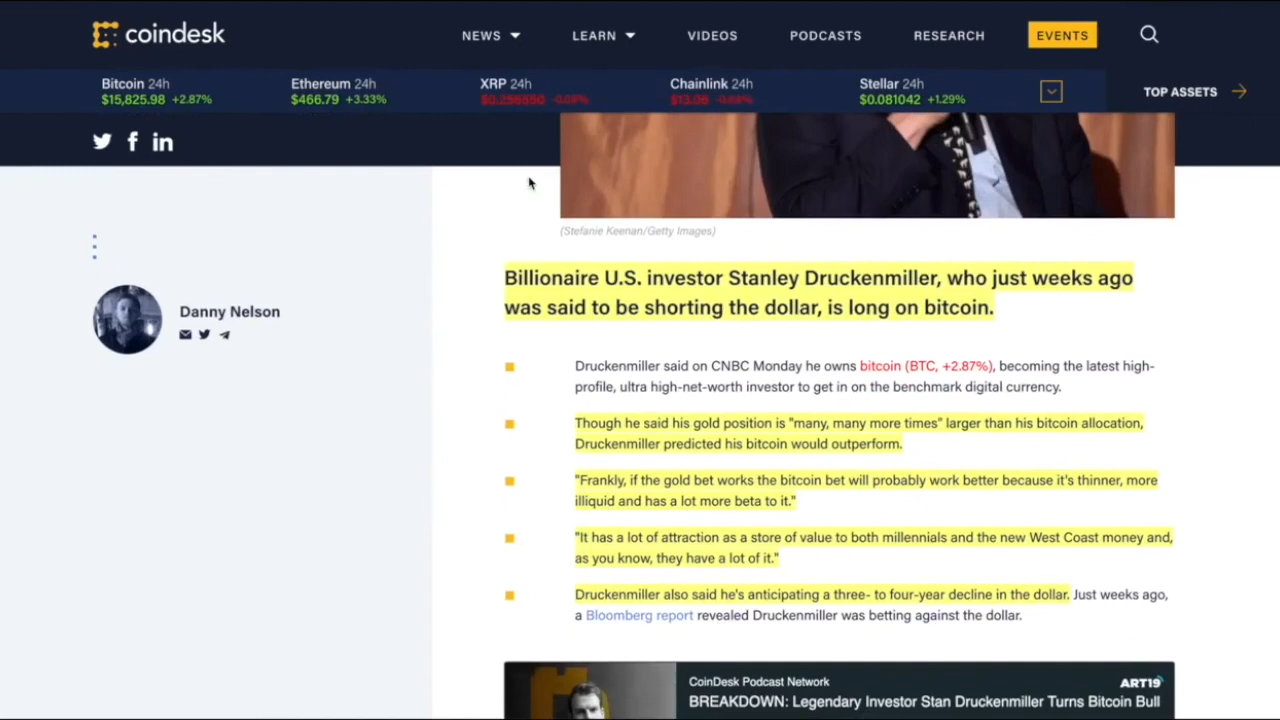 coindesk
NEWS LEARN VIDEOS PODCASTS RESEARCH EVENTS
Bitcoin 24h Ethereum 24h XRP 24h Chainlink 24h Stellar 24h
$15,825.98 +2.87% $466.79 +3.33% $0.081042 +1.29%
TOP ASSETS
(Stefanie Keenan/Getty Images)
Billionaire U.S. investor Stanley Druckenmiller, who just weeks ago
was said to be shorting the dollar, is long on bitcoin.
Danny Nelson
Druckenmiller said on CNBC Monday he owns bitcoin (BTC, +2.87%), becoming the latest high-
profile, ultra high-net-worth investor to get in on the benchmark digital currency.
Though he said his gold position is "many, many more times" larger than his bitcoin allocation,
Druckenmiller predicted his bitcoin would outperform.
"Frankly, if the gold bet works the bitcoin bet will probably work better because it's thinner, more
illiquid and has a lot more beta to it."
"It has a lot of attraction as a store of value to both millennials and the new West Coast money and,
as you know, they have a lot of it."
Druckenmiller also said he's anticipating a three- to four-year decline in the dollar. Just weeks ago,
a Bloomberg report revealed Druckenmiller was betting against the dollar.
CoinDesk Podcast Network
ART19
BREAKDOWN: Legendary Investor Stan Druckenmiller Turns Bitcoin Bull